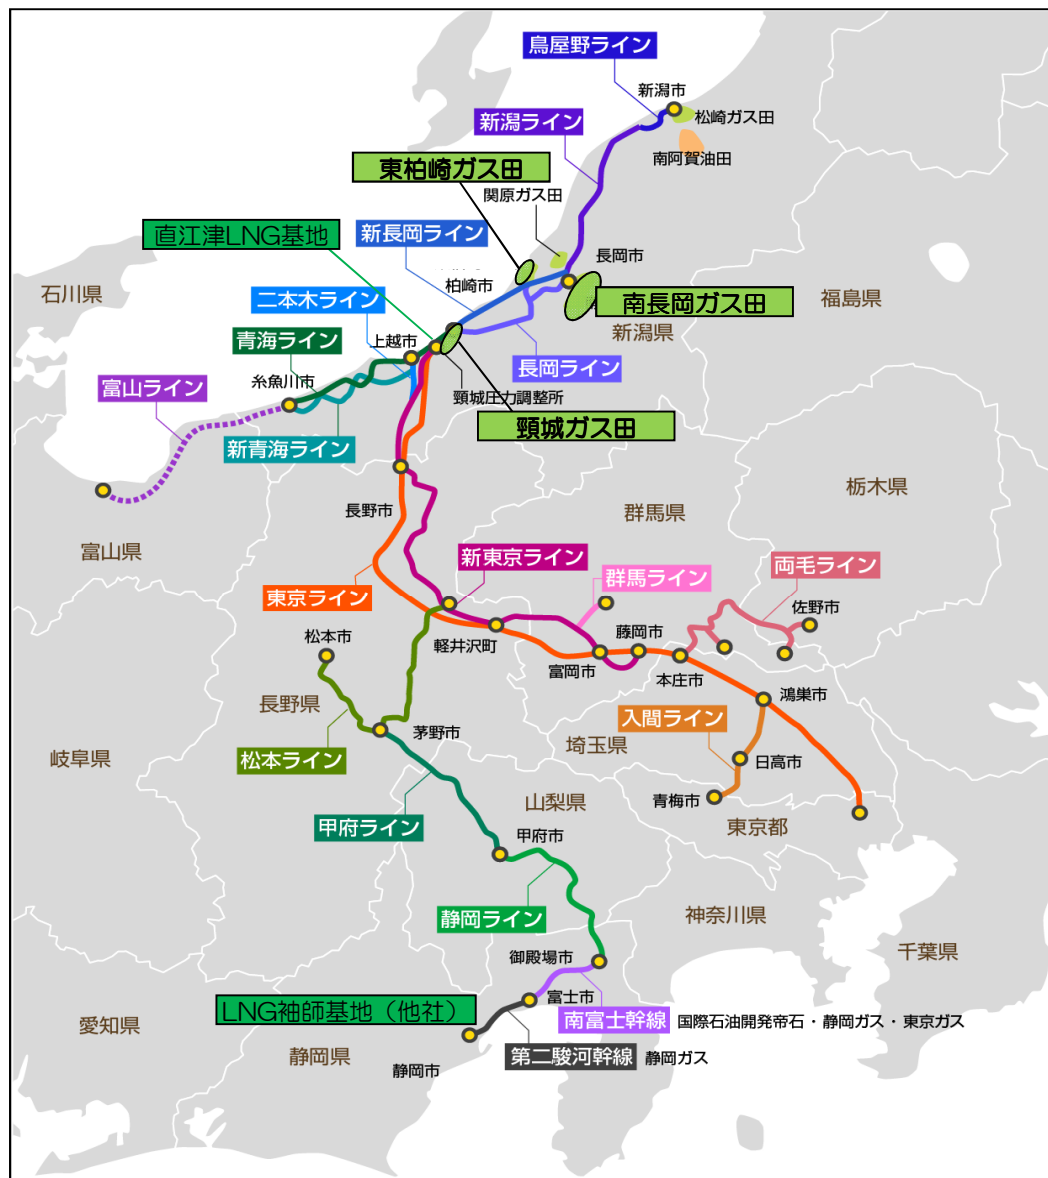 鳥屋野ライン
新潟市
新潟ライン
松崎ガス田
南阿賀油田
東柏崎ガス田
関原ガス田
直江津LNG基地
新長岡ライン
長岡市
石川県
柏崎市
二本木ライン
南長岡ガス田
福島県
新潟県
青海ライン
上越市
長岡ライン
富山ライン
糸魚川市
頸城圧力調整所
頸城ガス田
新青海ライン
栃木県
長野市
群馬県
富山県
新東京ライン
群馬ライン
両毛ライン
東京ライン
佐野市
松本市
軽井沢町
藤岡市
富岡市
本庄市
長野県
鴻巣市
入間ライン
茅野市
埼玉県
岐阜県
松本ライン
日高市
青梅市
山梨県
甲府ライン
東京都
甲府市
静岡ライン
神奈川県
千葉県
御殿場市
富士市
LNG袖師基地（他社）
南富士幹線 国際石油開発帝石・静岡ガス・東京ガス
愛知県
静岡県
第二駿河幹線 静岡ガス
静岡市